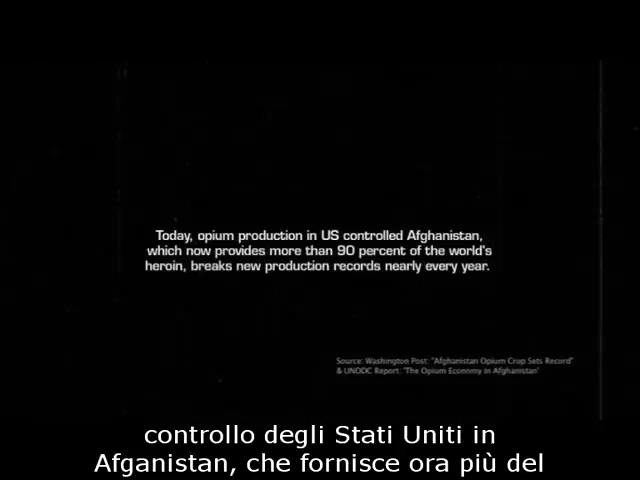 Today, opium production in US controlled Afghanistan,
which now provides more than 90 percent of the world's
heroin, breaks new production records nearly every year.
Source: Washington Post: "Afghanistan Opium Crop Sets Record"
& UNODC Report: 'The Opium Economy in Afghanistan'
controllo degli Stati Uniti in
Afganistan, che fornisce ora più del